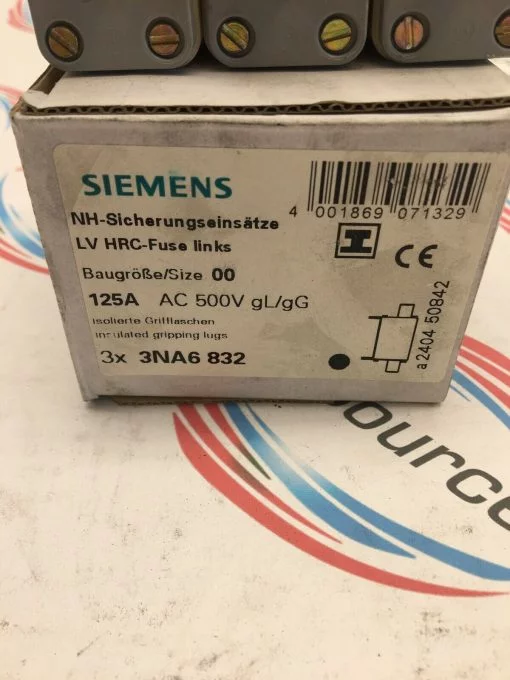 SIEMENS
4 001869 071329
NH-Sicherungseinsätze
LV HRC-Fuse links
Baugröße/Size 00
125A AC 500V gL/gG
isolierte Grifflaschen
insulated gripping lugs
3x 3NA6 832
CE
a2404 50842
ource